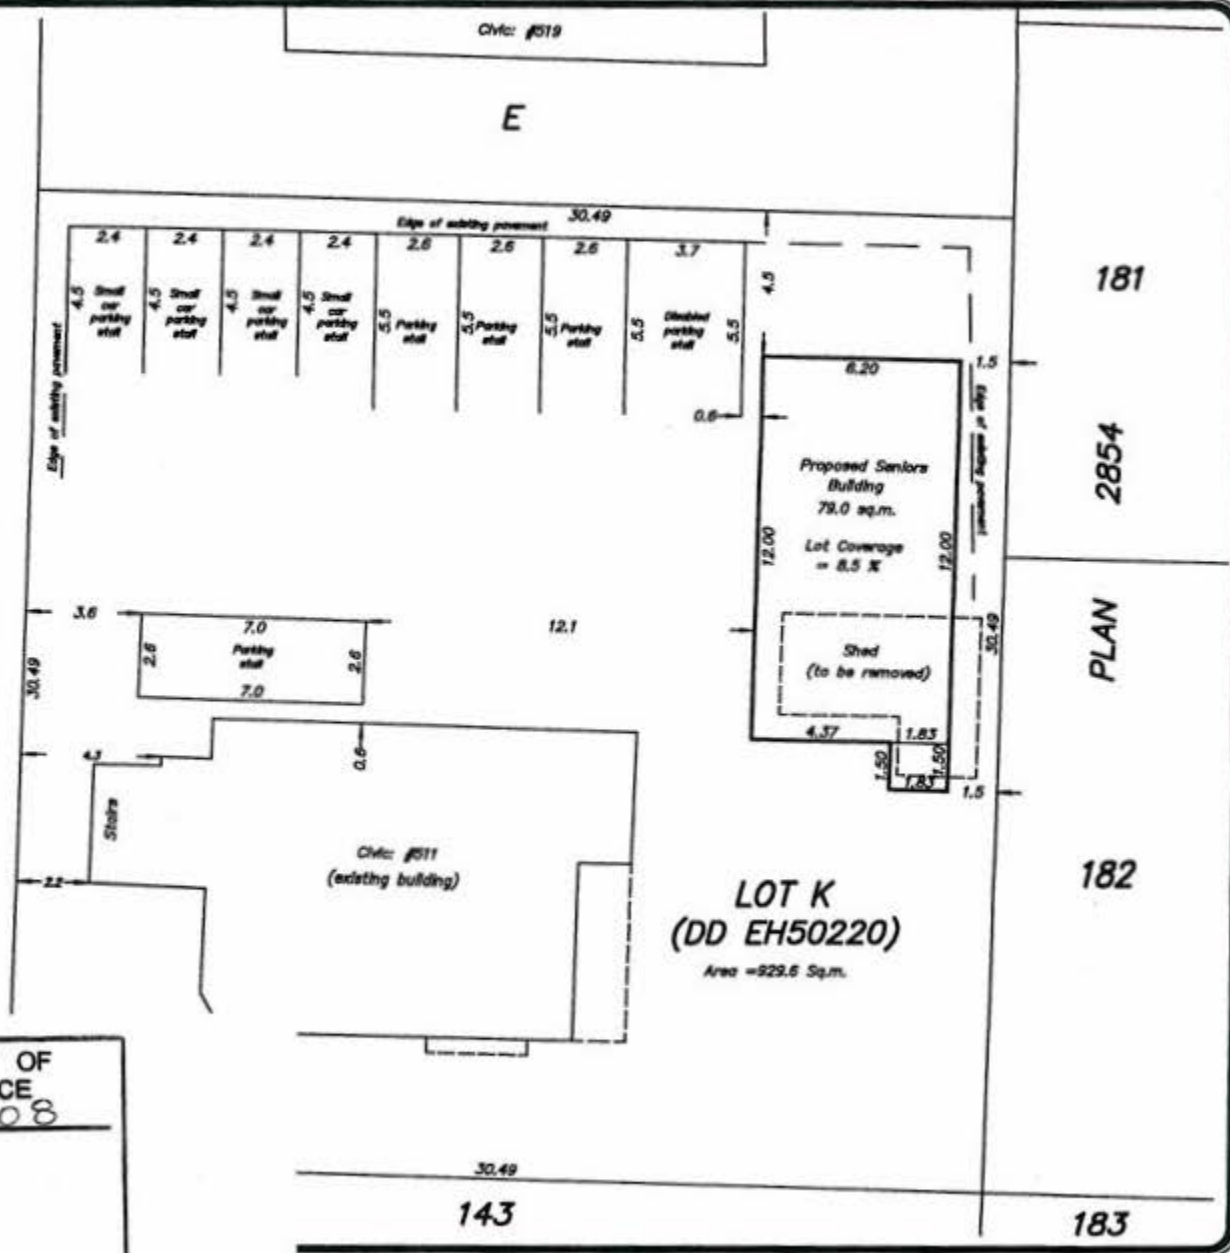 Civic: #519
E
30.49
Edge of existing pavement
2.4
2.4
2.4
2.4
2.6
2.6
2.6
3.7
4.5
Small
car
parking
stall
4.5
Small
car
parking
stall
4.5
Small
car
parking
stall
4.5
Small
car
parking
stall
5.5
Parking
stall
5.5
Parking
stall
5.5
Parking
stall
5.5
Disabled
parking
stall
5.5
4.5
Edge of existing pavement
0.6
6.20
1.5
Edge of existing pavement
Proposed Seniors
Building
79.0 sq.m.
Lot Coverage
= 8.5 %
12.00
12.00
181
2854
PLAN
3.6
7.0
2.6
Parking
stall
2.6
7.0
12.1
30.49
30.49
Shed
(to be removed)
4.37
1.83
1.50
1.50
1.83
1.5
4.3
0.6
Stairs
2.2
Civic: #511
(existing building)
LOT K
(DD EH50220)
Area =929.6 Sq.m.
182
OF
CE
08
30.49
143
183